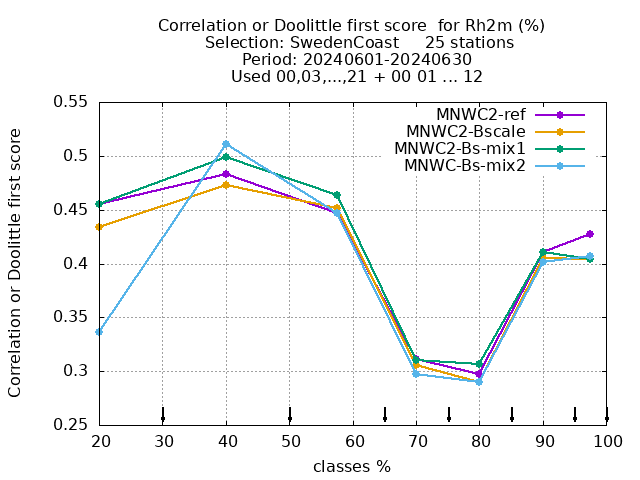 Correlation or Doolittle first score  for Rh2m (%)
Selection: SwedenCoast     25 stations
Period: 20240601-20240630
Used 00,03,...,21 + 00 01 ... 12
MNWC2-ref
MNWC2-Bscale
MNWC2-Bs-mix1
MNWC-Bs-mix2
Correlation or Doolittle first score
0.55
0.5
0.45
0.4
0.35
0.3
0.25
20 30 40 50 60 70 80 90 100
classes %